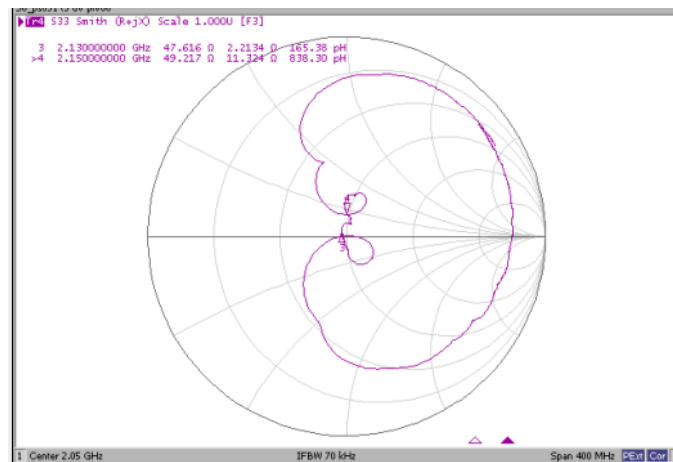 Tr4 S33 Smith (R+jX) Scale 1.000U [F3]
3 2.130000000 GHz 47.616 Ω 2.2134 Ω 165.38 pH
>4 2.150000000 GHz 49.217 Ω 11.324 Ω 838.30 pH
1 Center 2.05 GHz IFBW 70 kHz Span 400 MHz PExt Cor